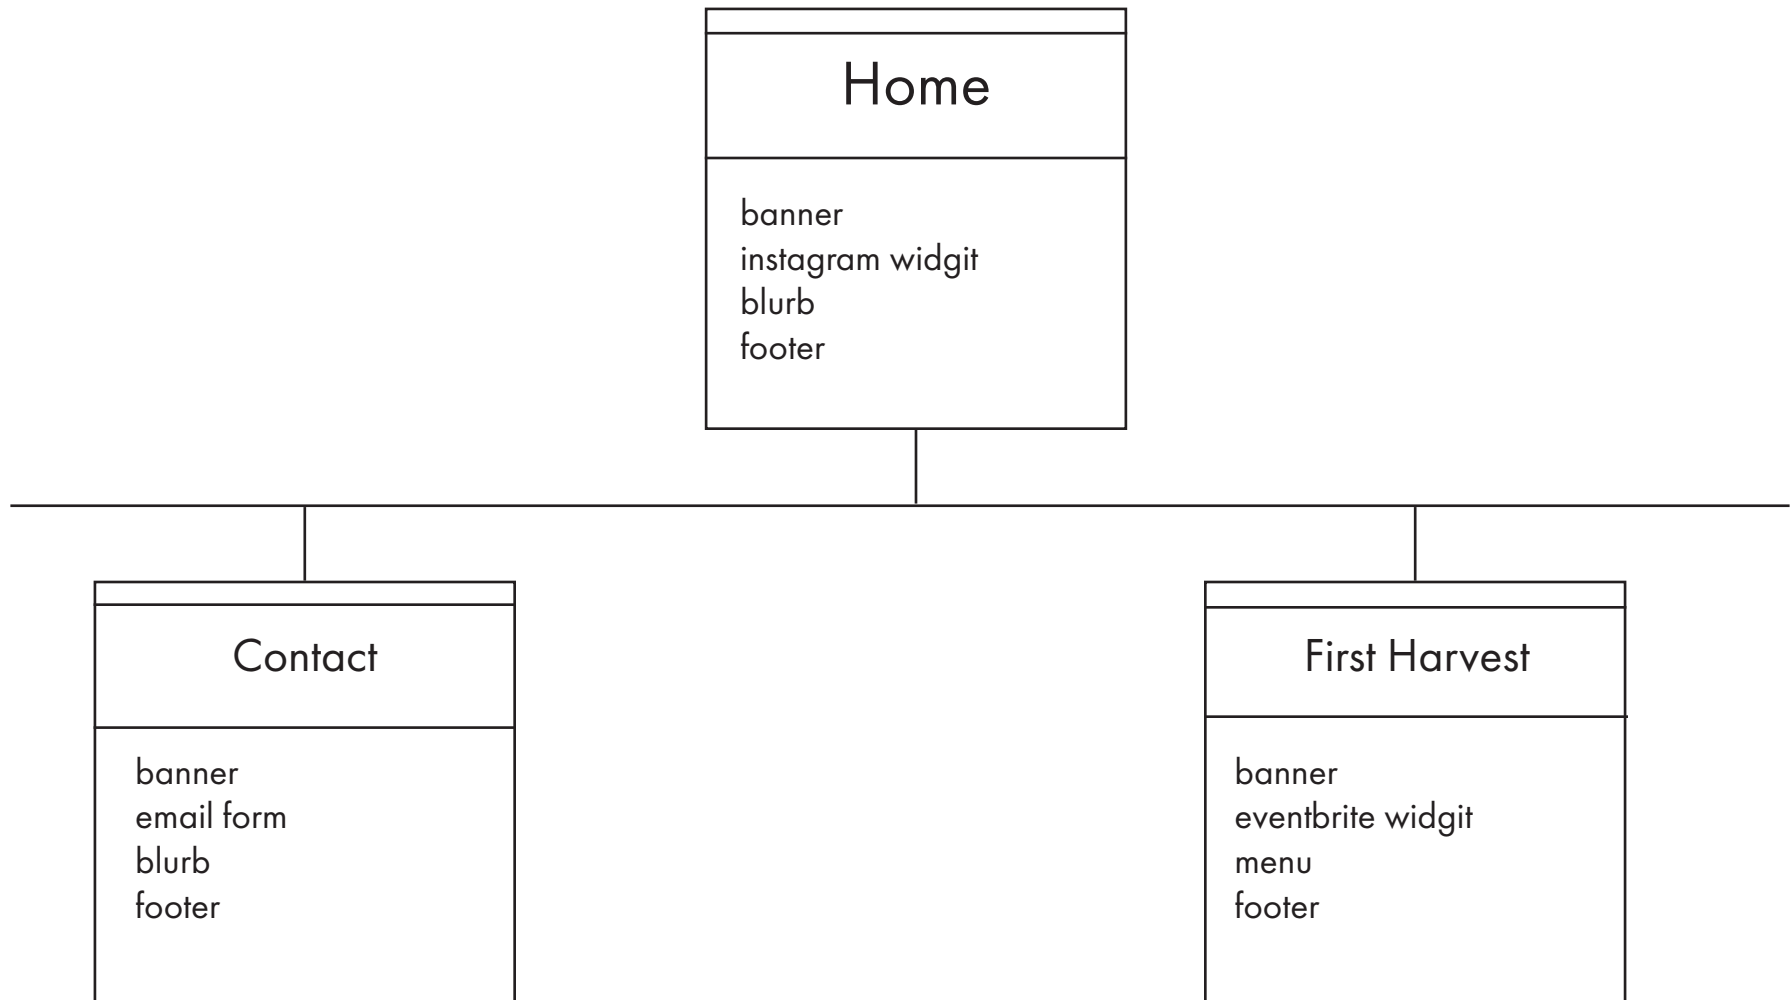 Home
banner
instagram widgit
blurb
footer
Contact
banner
email form
blurb
footer
First Harvest
banner
eventbrite widgit
menu
footer